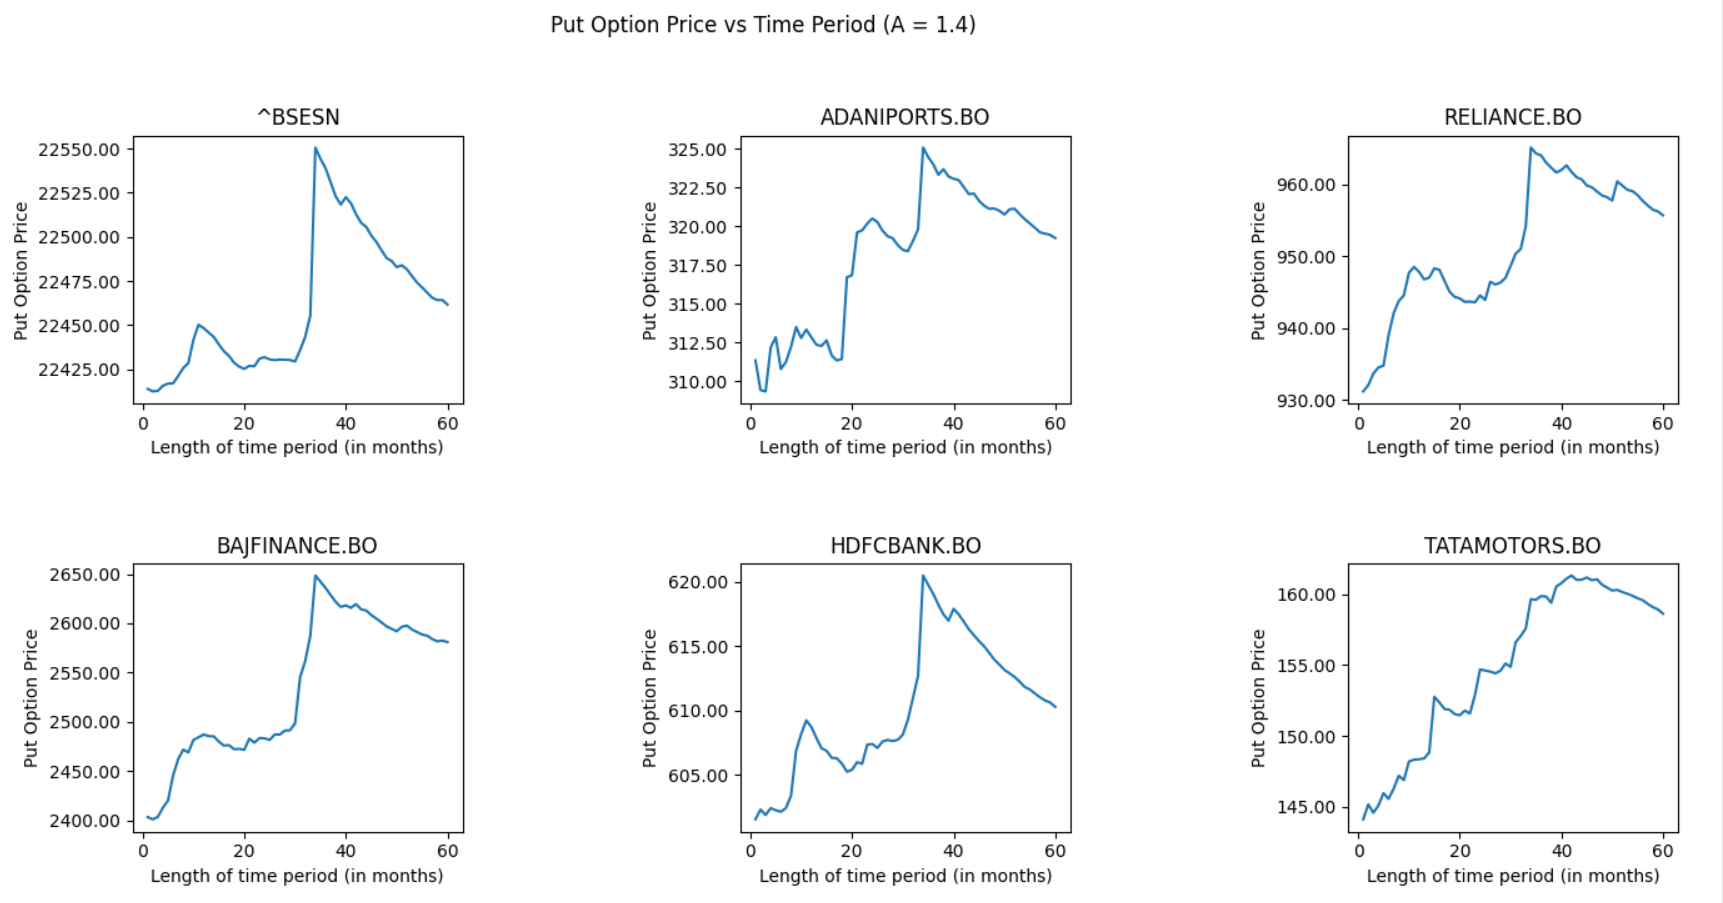 Put Option Price vs Time Period (A = 1.4)
^BSESN
Put Option Price
22550.00
22525.00
22500.00
22475.00
22450.00
22425.00
0 20 40 60
Length of time period (in months)
ADANIPORTS.BO
Put Option Price
325.00
322.50
320.00
317.50
315.00
312.50
310.00
0 20 40 60
Length of time period (in months)
RELIANCE.BO
Put Option Price
960.00
950.00
940.00
930.00
0 20 40 60
Length of time period (in months)
BAJFINANCE.BO
Put Option Price
2650.00
2600.00
2550.00
2500.00
2450.00
2400.00
0 20 40 60
Length of time period (in months)
HDFCBANK.BO
Put Option Price
620.00
615.00
610.00
605.00
0 20 40 60
Length of time period (in months)
TATAMOTORS.BO
Put Option Price
160.00
155.00
150.00
145.00
0 20 40 60
Length of time period (in months)